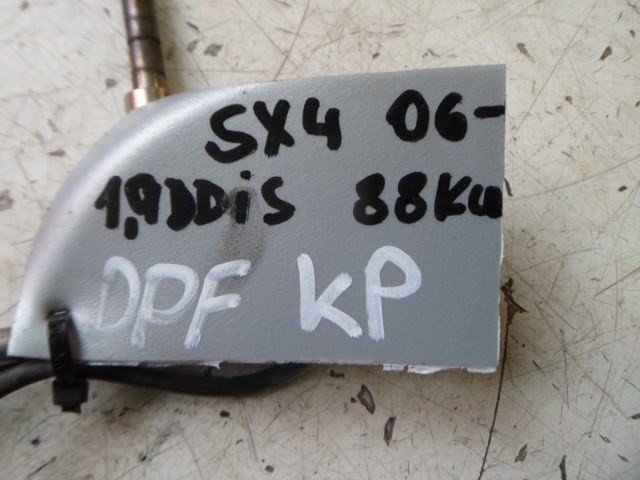 SX4 06-
1,9DDiS 88Kw
DPF KP